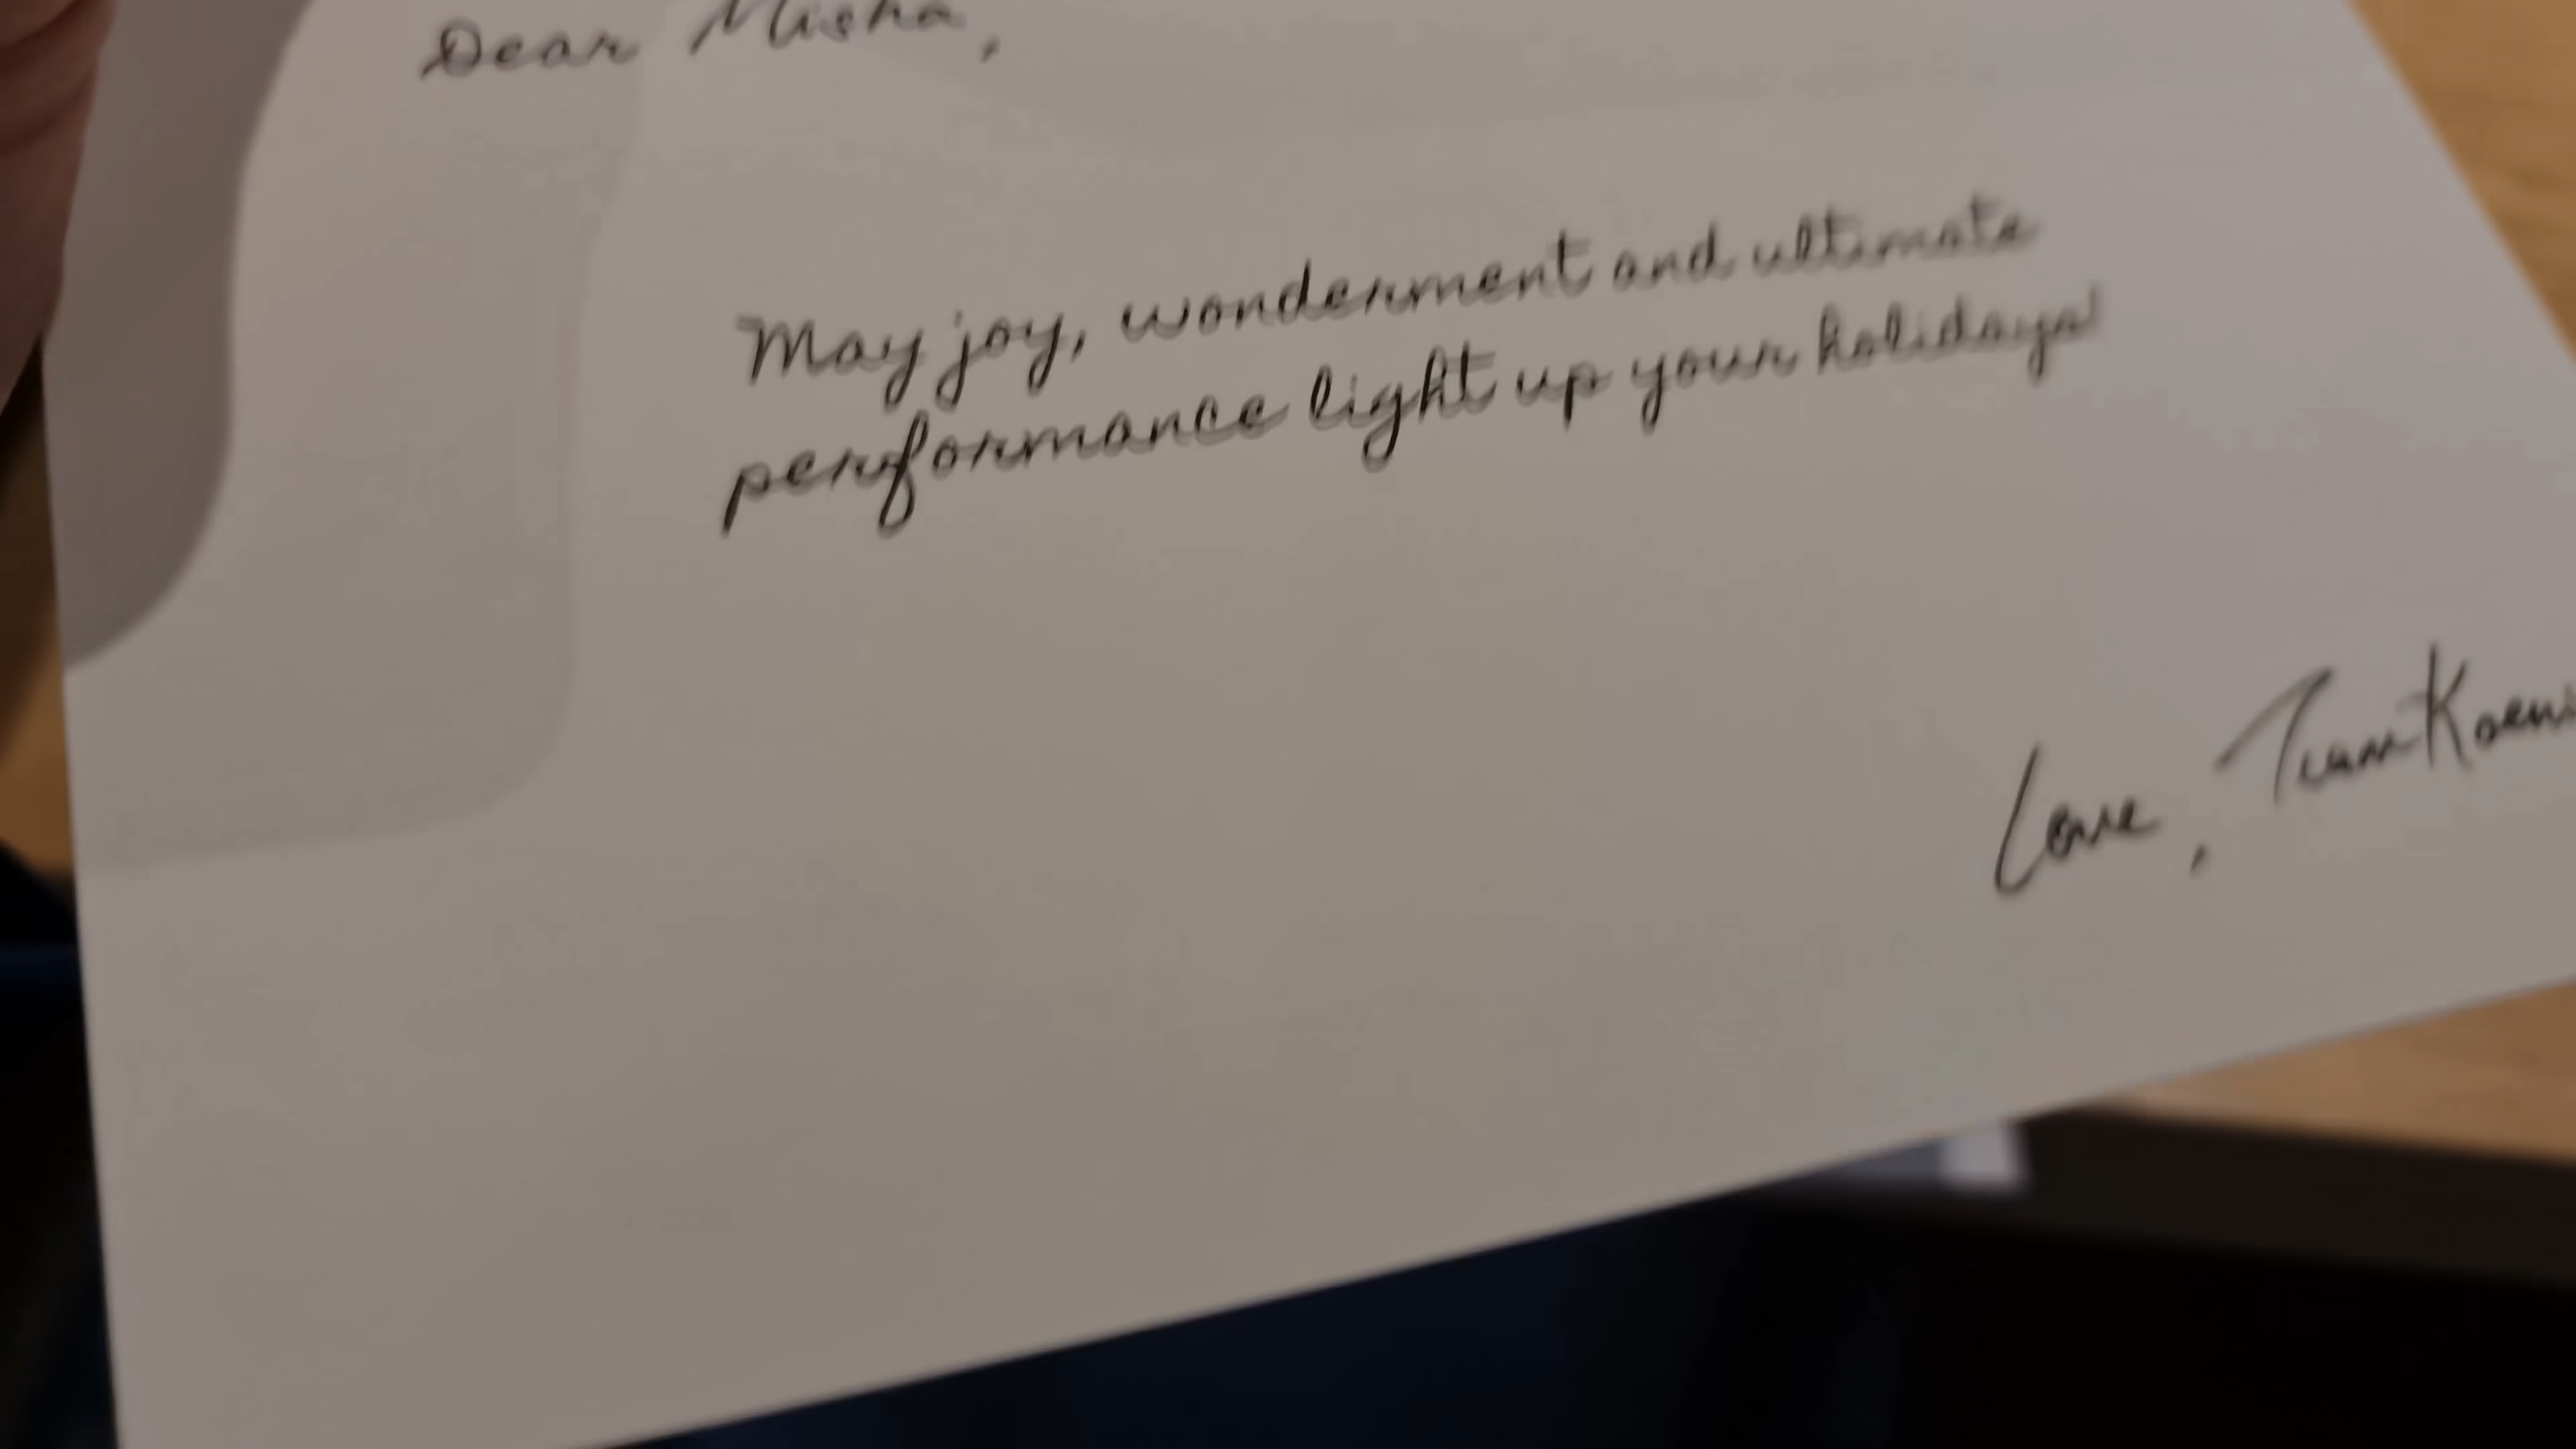 Dear Misha,
May joy, wonderment and ultimate
performance light up your holidays!
Love,